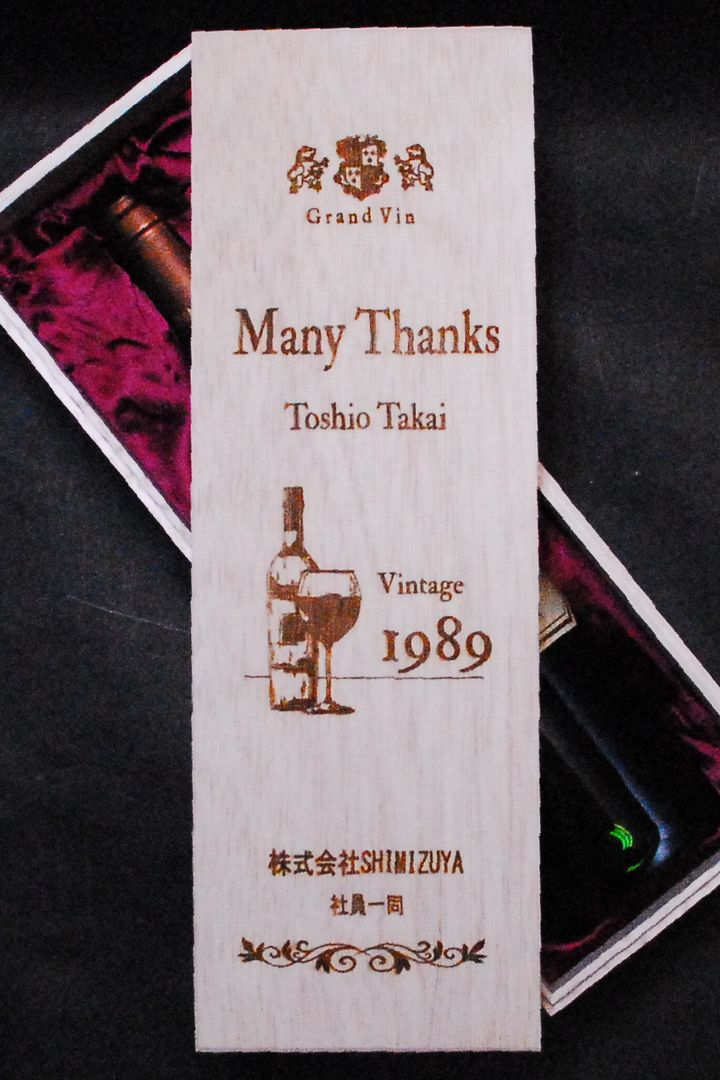 Grand Vin
Many Thanks
Toshio Takai
Vintage
1989
株式会社SHIMIZUYA
社員一同